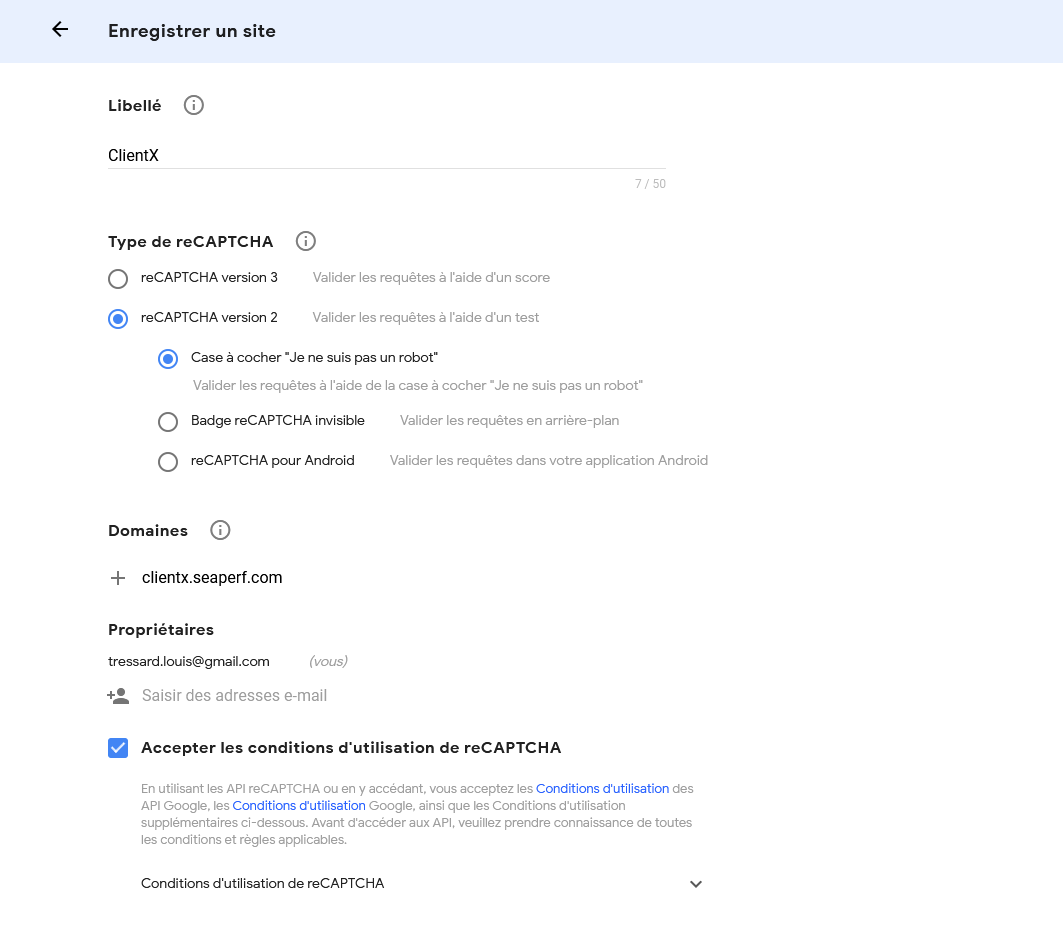 Enregistrer un site
Libellé
ClientX
7 / 50
Type de reCAPTCHA
reCAPTCHA version 3 Valider les requêtes à l'aide d'un score
reCAPTCHA version 2 Valider les requêtes à l'aide d'un test
Case à cocher "Je ne suis pas un robot"
Valider les requêtes à l'aide de la case à cocher "Je ne suis pas un robot"
Badge reCAPTCHA invisible Valider les requêtes en arrière-plan
reCAPTCHA pour Android Valider les requêtes dans votre application Android
Domaines
clientx.seaperf.com
Propriétaires
tressard.louis@gmail.com (vous)
Saisir des adresses e-mail
Accepter les conditions d'utilisation de reCAPTCHA
En utilisant les API reCAPTCHA ou en y accédant, vous acceptez les Conditions d'utilisation des
API Google, les Conditions d'utilisation Google, ainsi que les Conditions d'utilisation
supplémentaires ci-dessous. Avant d'accéder aux API, veuillez prendre connaissance de toutes
les conditions et règles applicables.
Conditions d'utilisation de reCAPTCHA